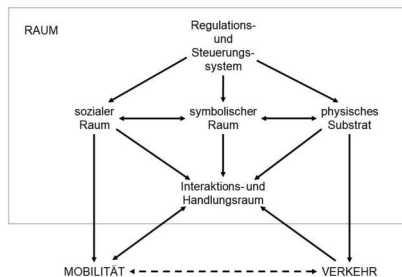 RAUM
Regulations-
und
Steuerungs-
system
sozialer
Raum
symbolischer
Raum
physisches
Substrat
Interaktions- und
Handlungsraum
MOBILITÄT
VERKEHR